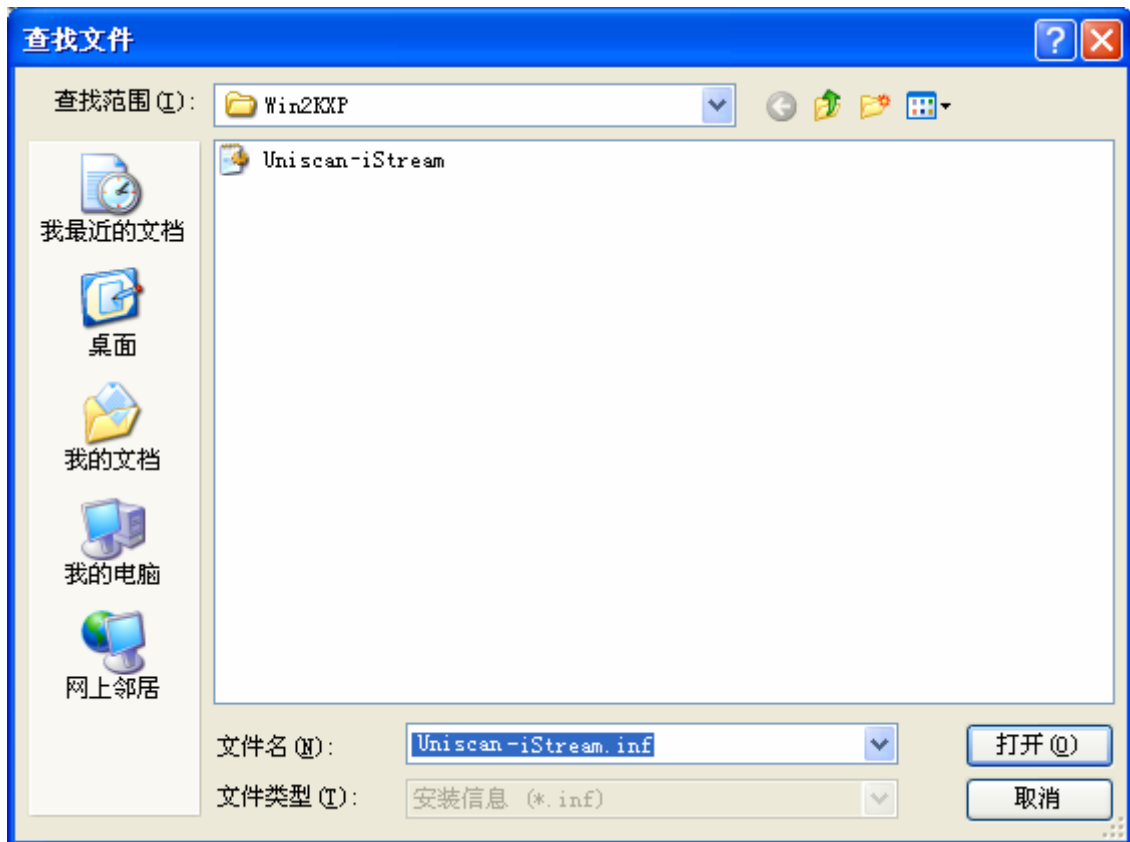 查找文件
查找范围(I):
Win2KXP
Uniscan-iStream
我最近的文档
桌面
我的文档
我的电脑
网上邻居
文件名(N):
Uniscan-iStream.inf
打开(O)
文件类型(T):
安装信息 (*.inf)
取消